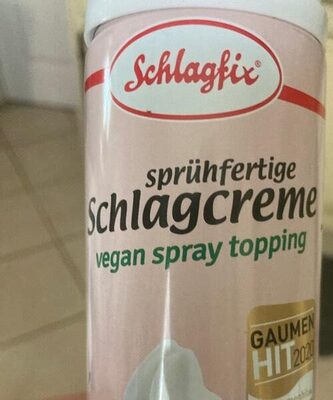 Schlagfix®
sprühfertige
Schlagcreme
vegan spray topping
GAUMEN
HIT 2020